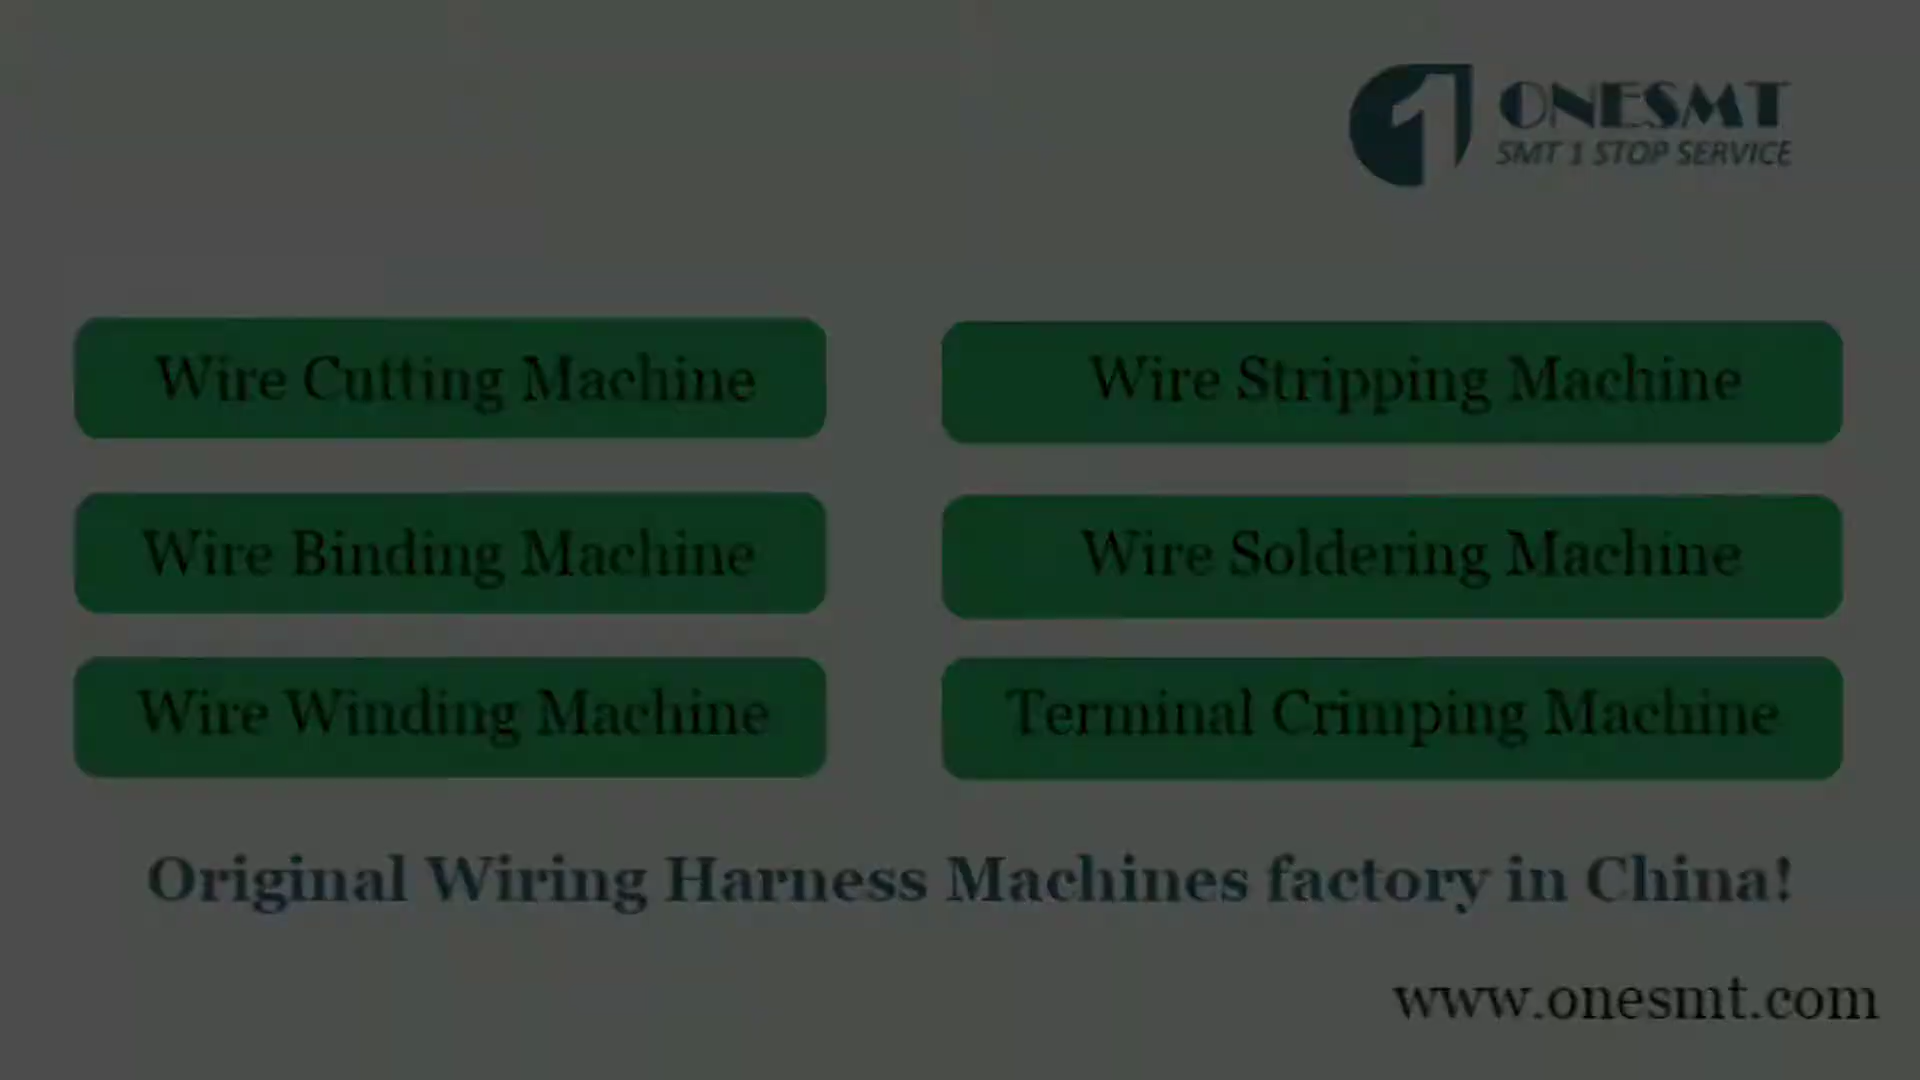 ONESMT
SMT 1 STOP SERVICE
Wire Cutting Machine
Wire Stripping Machine
Wire Binding Machine
Wire Soldering Machine
Wire Winding Machine
Terminal Crimping Machine
Original Wiring Harness Machines factory in China!
www.onesmt.com